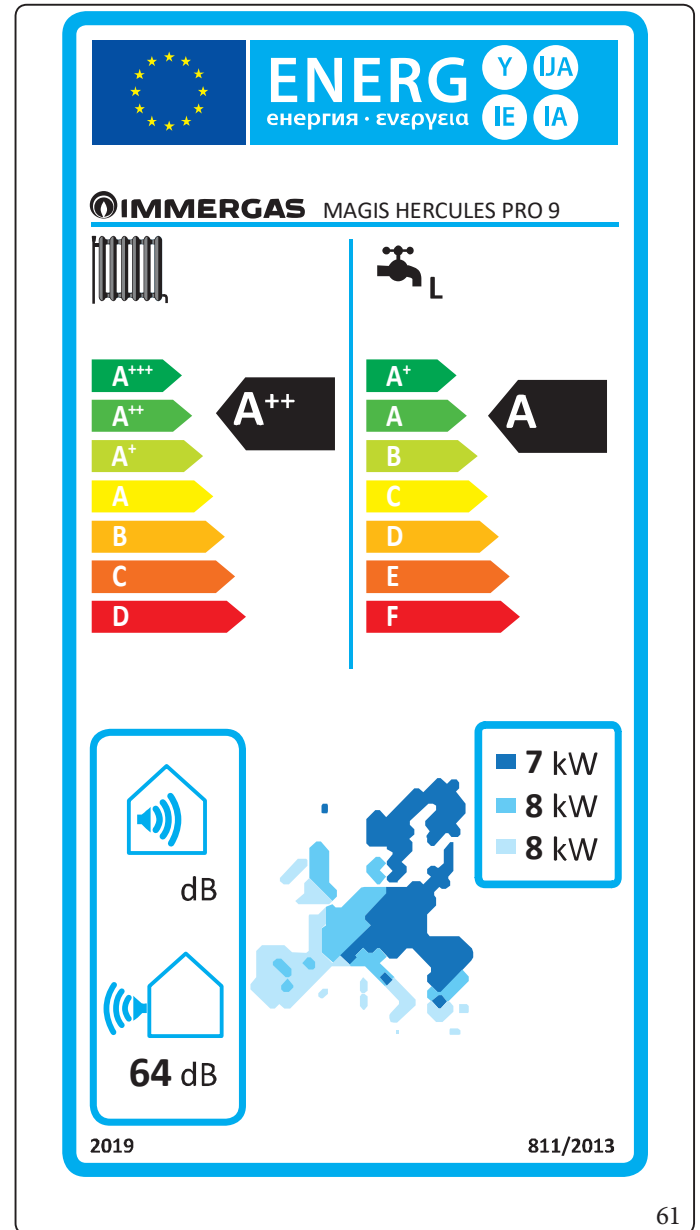 ENERG Y IJA
енергия · ενεργεια IE IA
IMMERGAS MAGIS HERCULES PRO 9
L
A+++
A++
A+
A
B
C
D
A++
A+
A
B
C
D
E
F
A
dB
64 dB
7 kW
8 kW
8 kW
2019
811/2013
61